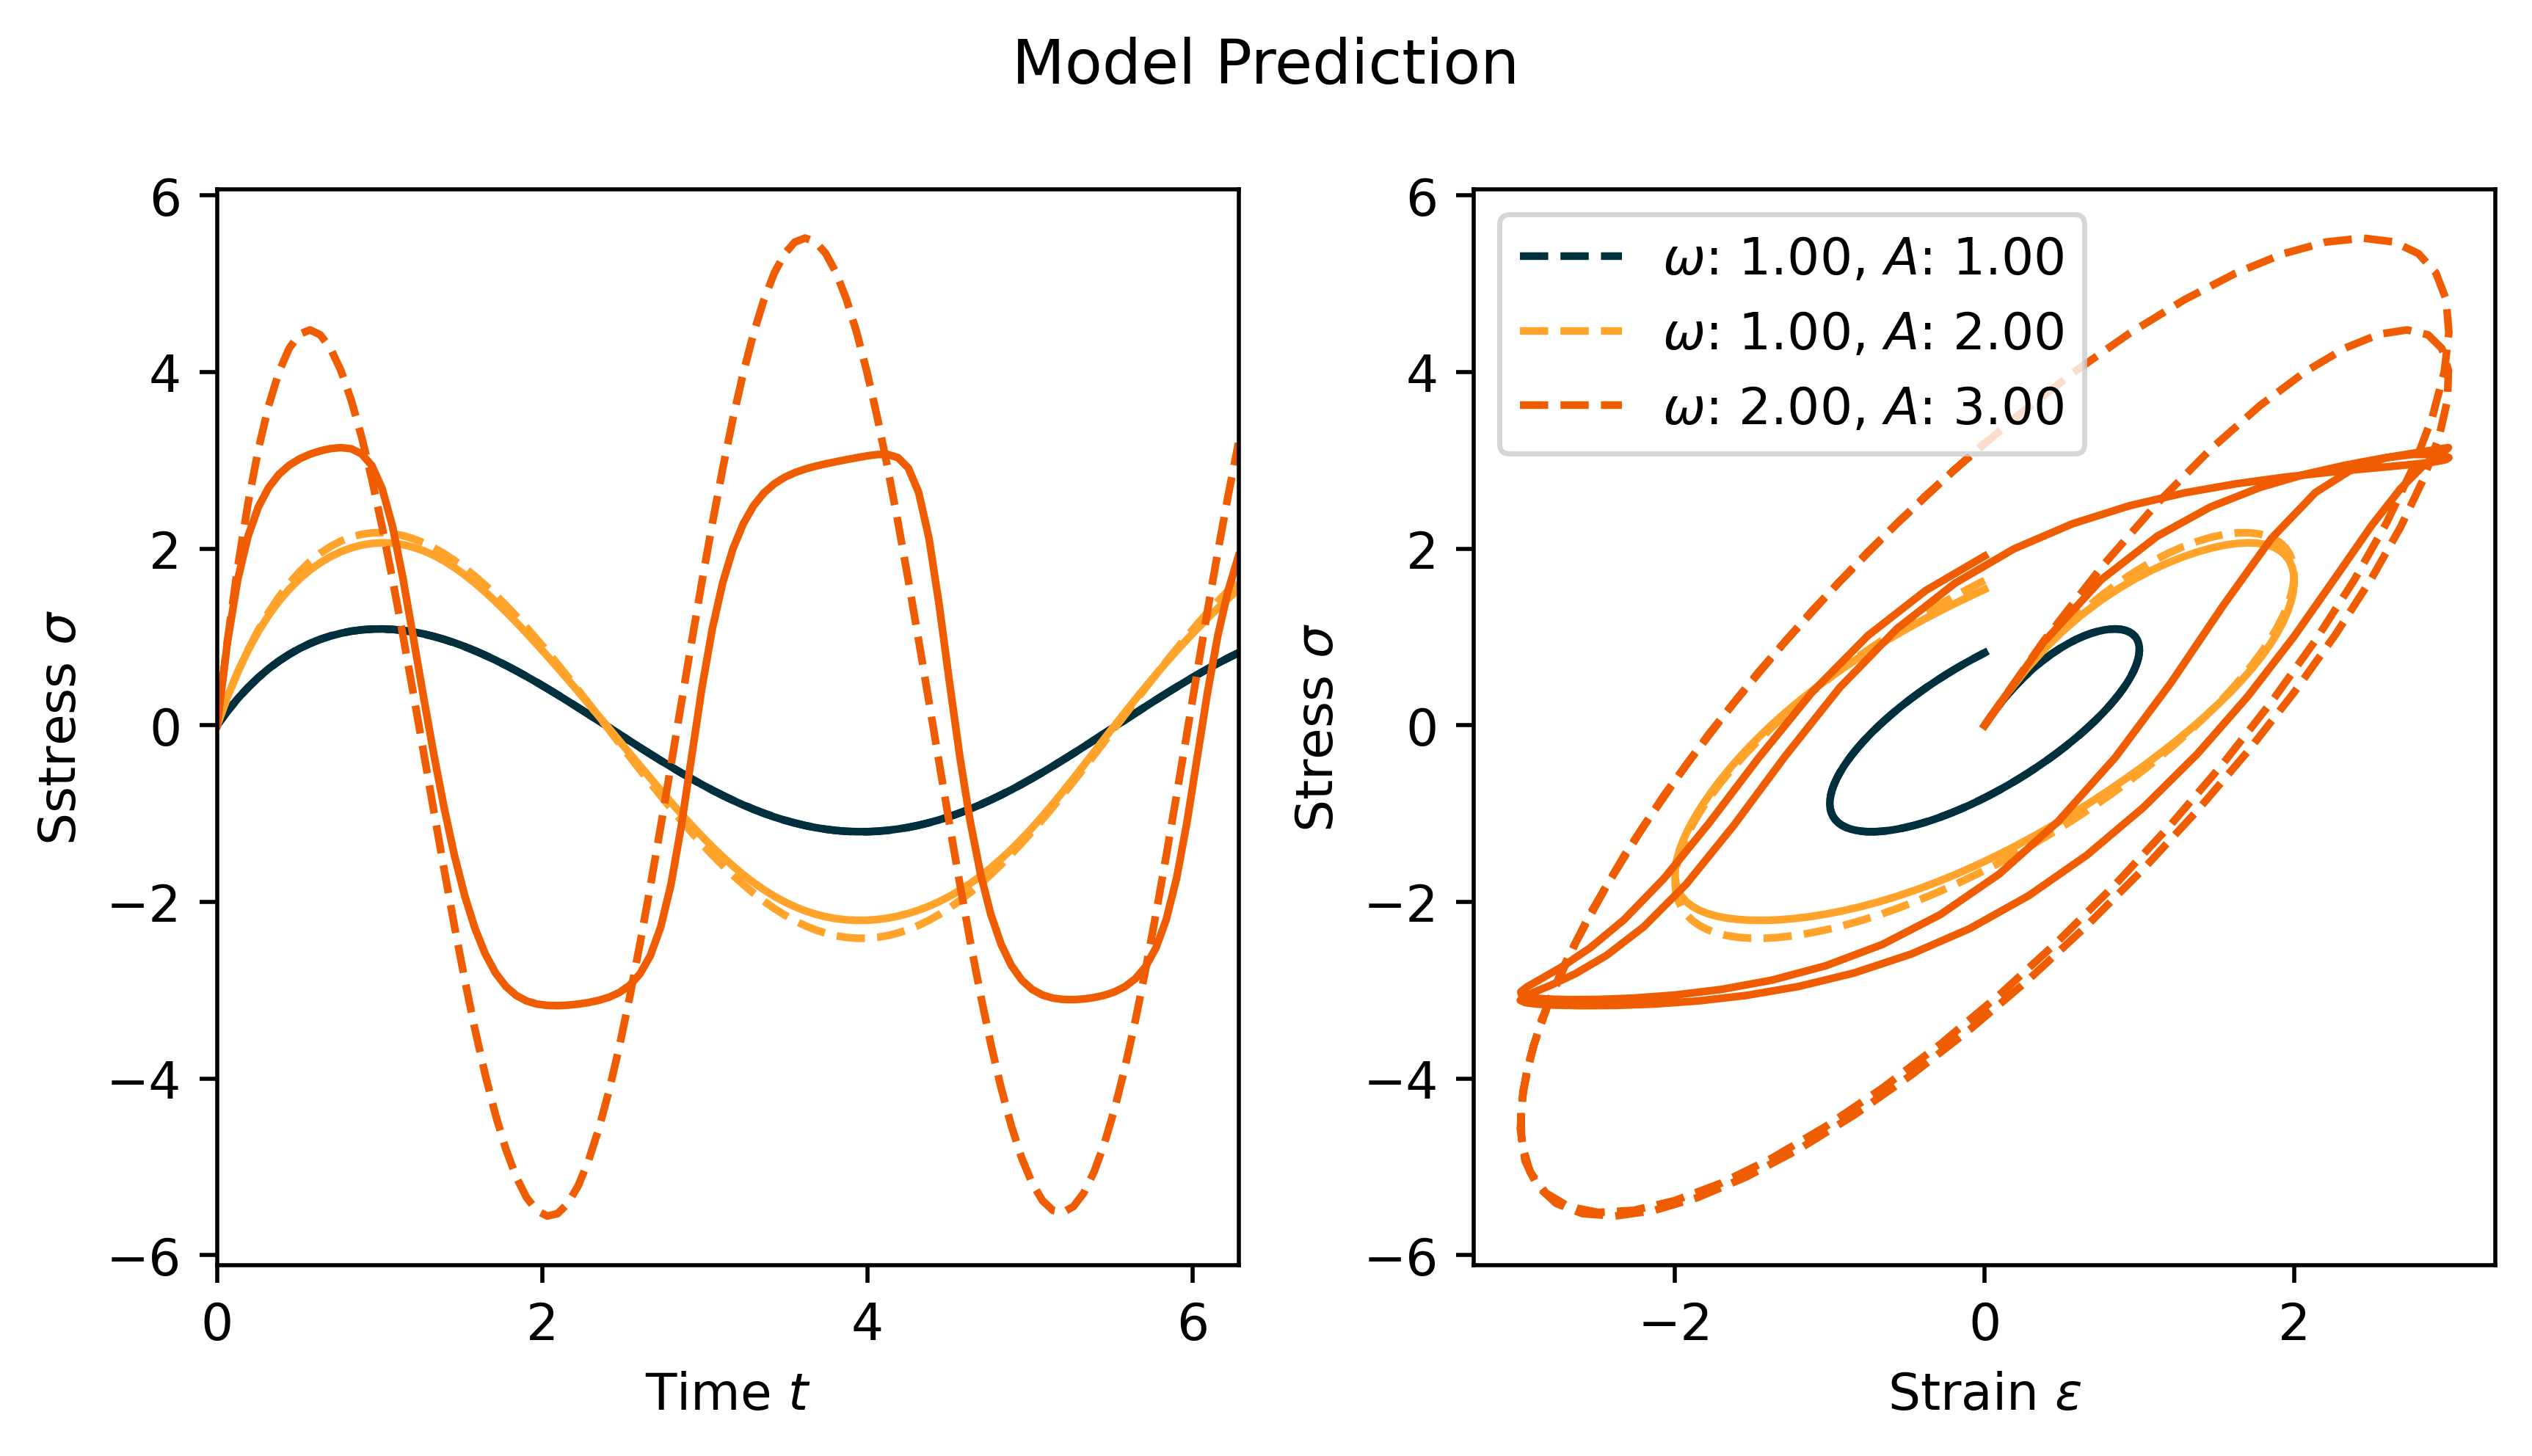 Model Prediction
6
4
2
0
−2
−4
−6
Sstress σ
0 2 4 6
Time t
6
4
2
0
−2
−4
−6
Stress σ
ω: 1.00, A: 1.00
ω: 1.00, A: 2.00
ω: 2.00, A: 3.00
−2 0 2
Strain ε